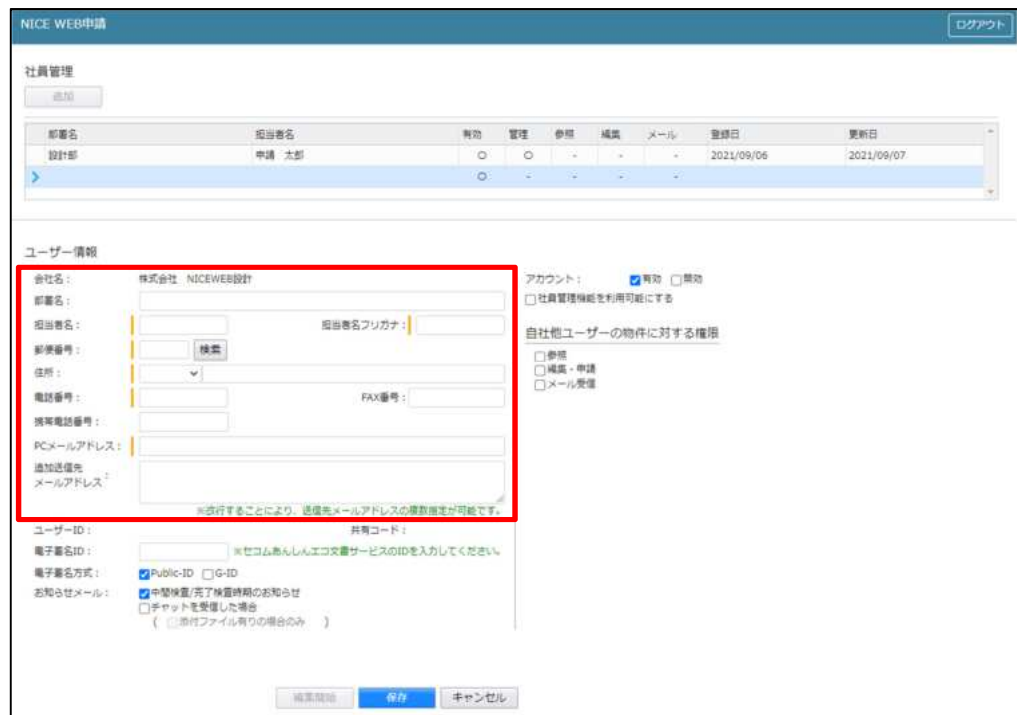 NICE WEB申請 ログアウト
社員管理
追加
部署名 担当者名 有効 管理 参照 編集 メール 登録日 更新日
設計部 申請 太郎 ○ ○ - - - 2021/09/06 2021/09/07
○ - - - -
ユーザー情報
会社名： 株式会社 NICEWEB設計
部署名：
担当者名： 担当者名フリガナ：
郵便番号： 検索
住所：
電話番号： FAX番号：
携帯電話番号：
PCメールアドレス：
追加送信先
メールアドレス：
※改行することにより、送信先メールアドレスの複数指定が可能です。
ユーザーID： 共有コード：
電子署名ID： ※セコムあんしんエコ文書サービスのIDを入力してください。
電子署名方式： Public-ID G-ID
お知らせメール： 中間検査/完了検査時期のお知らせ
チャットを受信した場合
( 添付ファイル有りの場合のみ )
アカウント： 有効 無効
社員管理機能を利用可能にする
自社他ユーザーの物件に対する権限
参照
編集・申請
メール受信
編集開始 保存 キャンセル